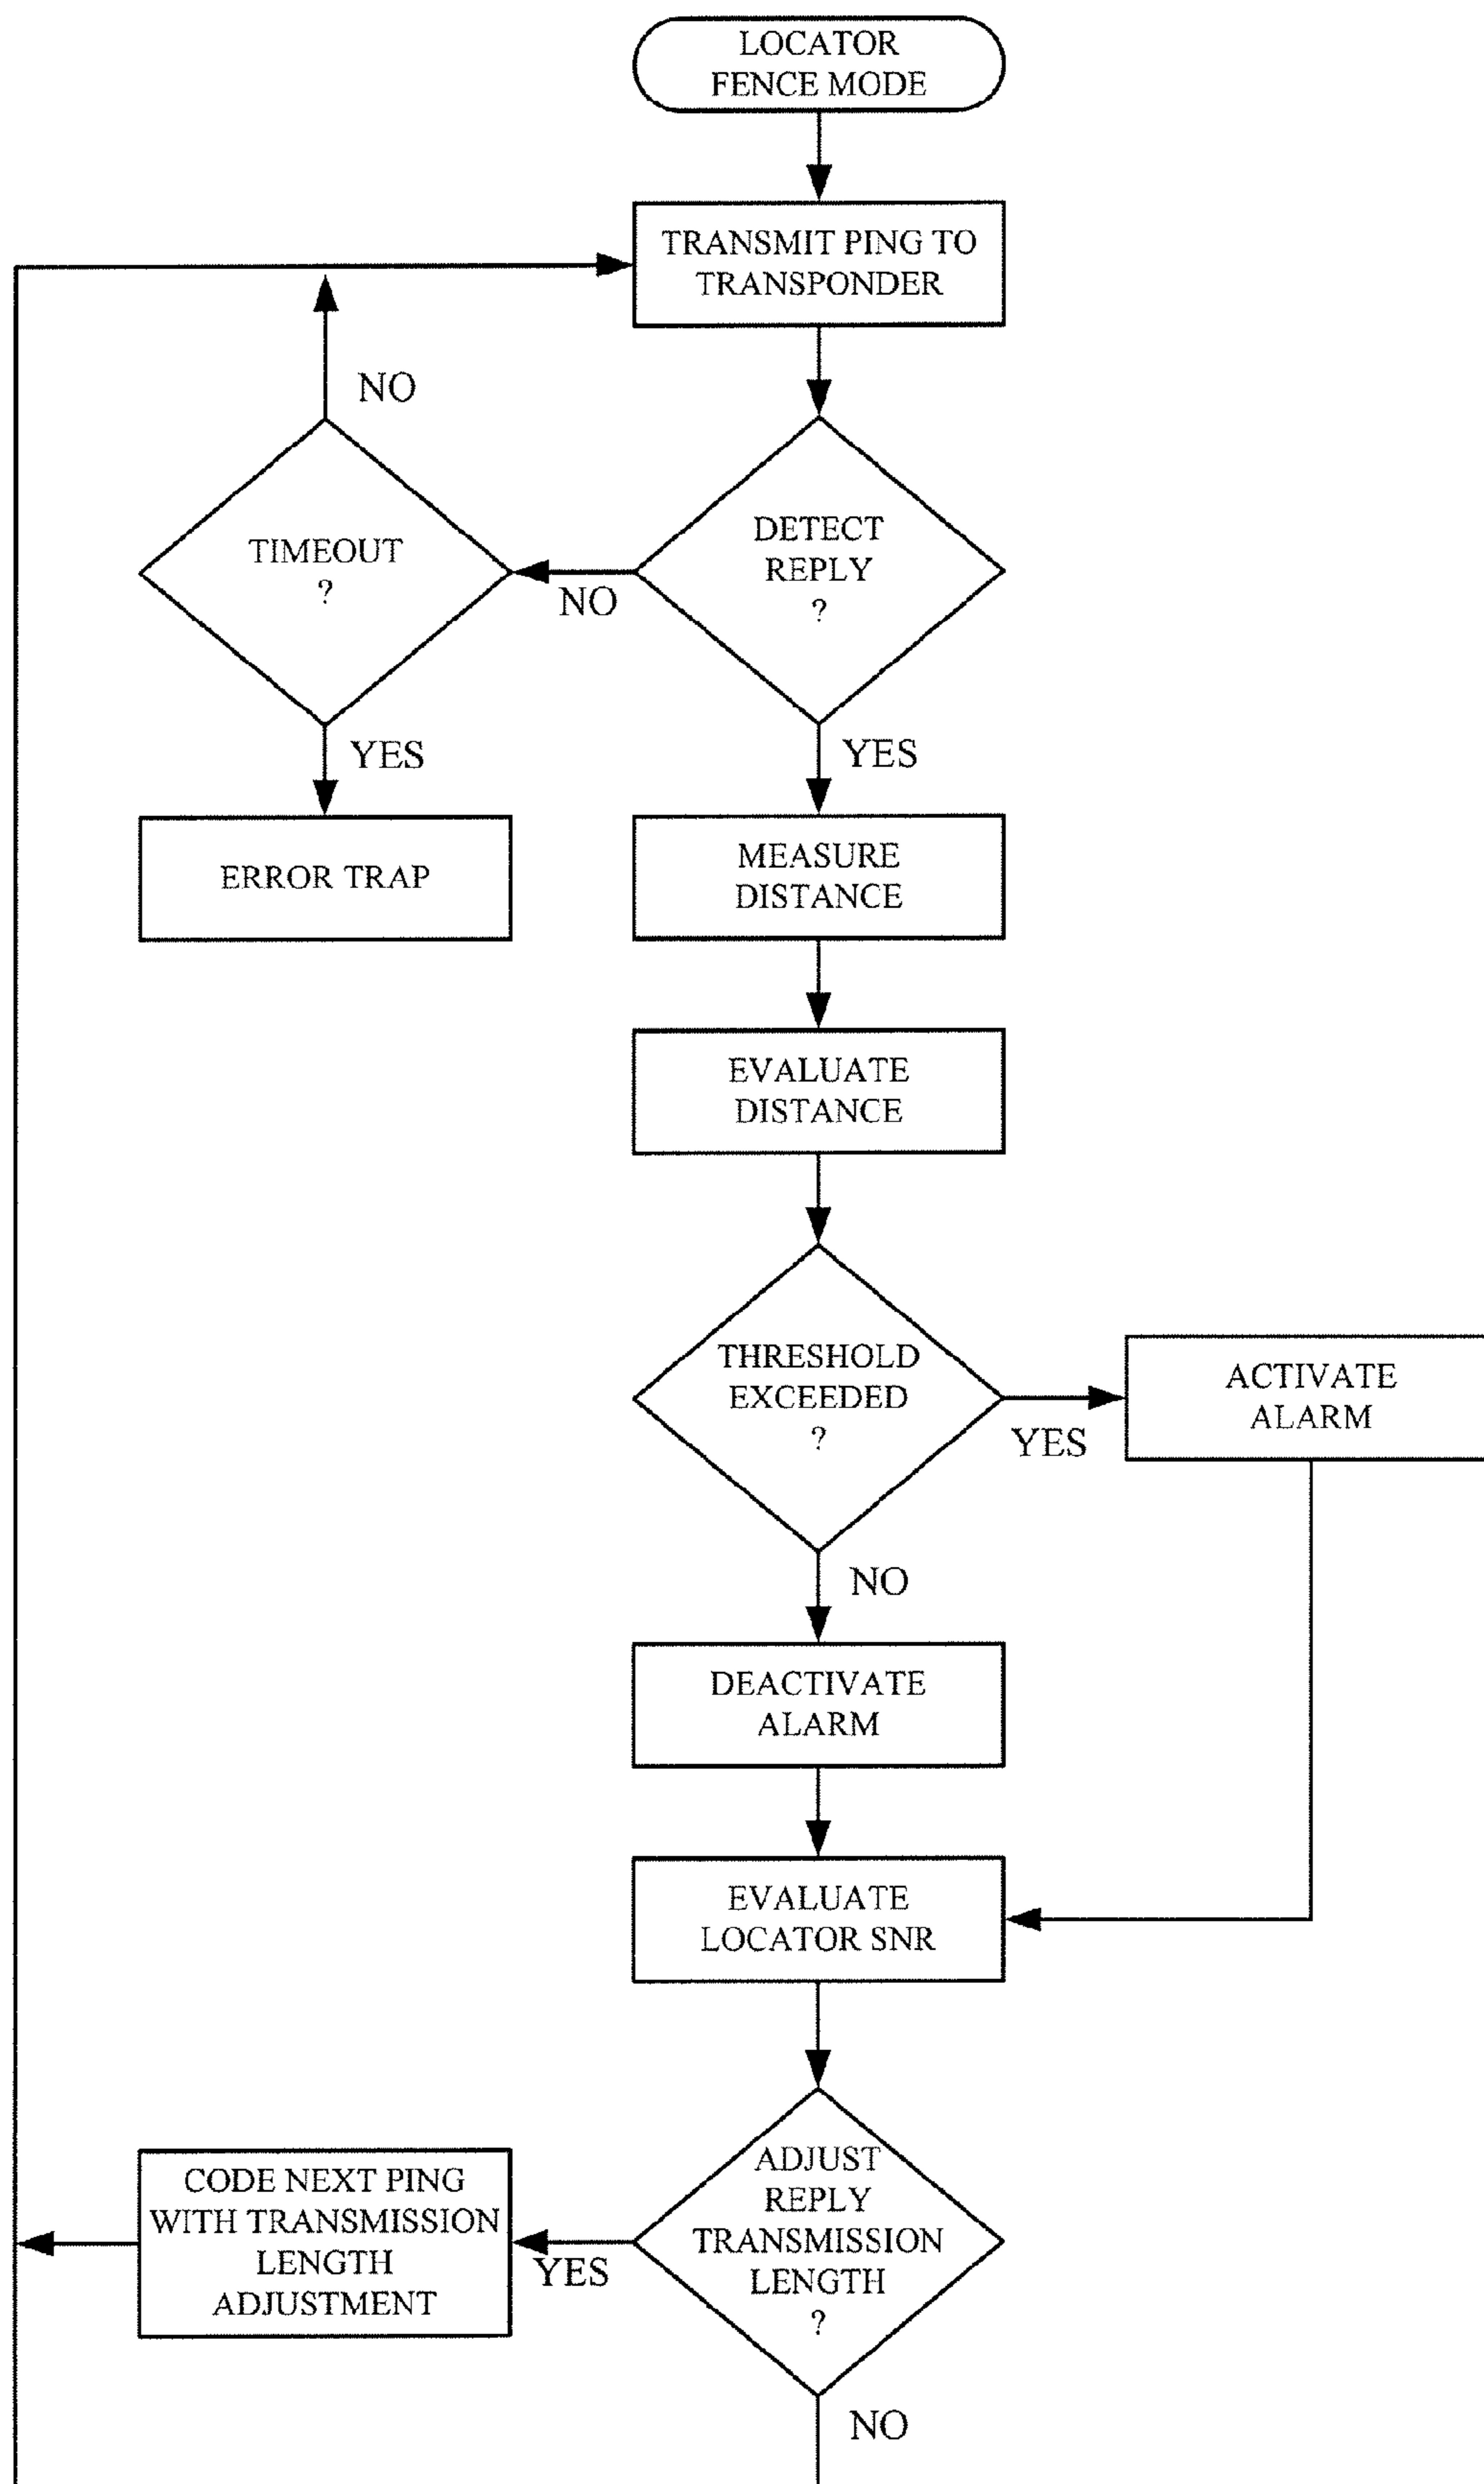 LOCATOR
FENCE MODE
TRANSMIT PING TO
TRANSPONDER
NO
TIMEOUT
?
NO
DETECT
REPLY
?
YES
YES
ERROR TRAP
MEASURE
DISTANCE
EVALUATE
DISTANCE
THRESHOLD
EXCEEDED
?
YES
ACTIVATE
ALARM
NO
DEACTIVATE
ALARM
EVALUATE
LOCATOR SNR
ADJUST
REPLY
TRANSMISSION
LENGTH
?
YES
CODE NEXT PING
WITH TRANSMISSION
LENGTH
ADJUSTMENT
NO